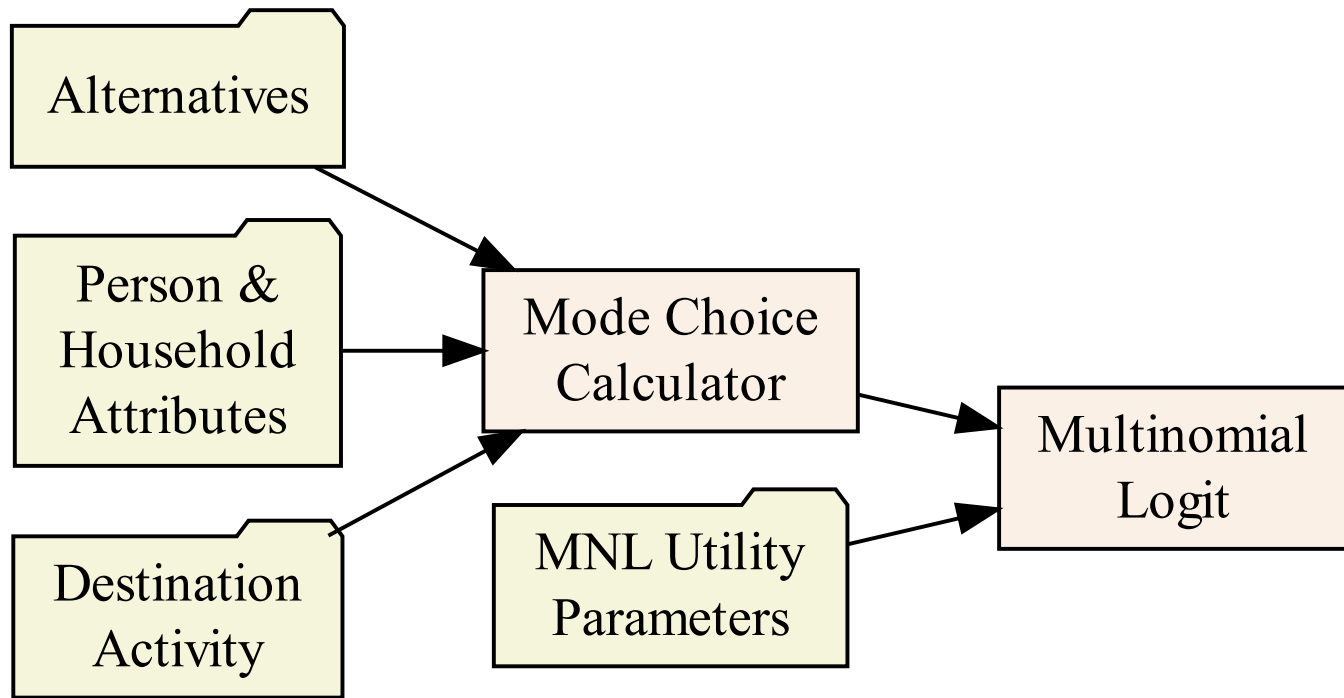 Alternatives
Person &
Household
Attributes
Destination
Activity
Mode Choice
Calculator
MNL Utility
Parameters
Multinomial
Logit